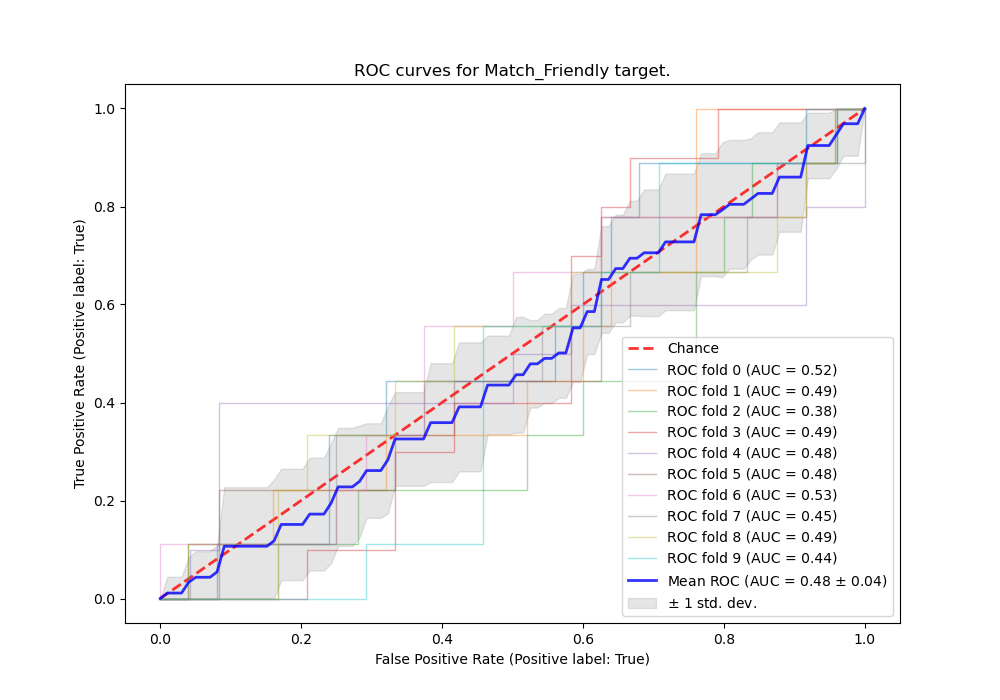 ROC curves for Match_Friendly target.
True Positive Rate (Positive label: True)
1.0
0.8
0.6
0.4
0.2
0.0
0.0 0.2 0.4 0.6 0.8 1.0
False Positive Rate (Positive label: True)
Chance
ROC fold 0 (AUC = 0.52)
ROC fold 1 (AUC = 0.49)
ROC fold 2 (AUC = 0.38)
ROC fold 3 (AUC = 0.49)
ROC fold 4 (AUC = 0.48)
ROC fold 5 (AUC = 0.48)
ROC fold 6 (AUC = 0.53)
ROC fold 7 (AUC = 0.45)
ROC fold 8 (AUC = 0.49)
ROC fold 9 (AUC = 0.44)
Mean ROC (AUC = 0.48 ± 0.04)
± 1 std. dev.